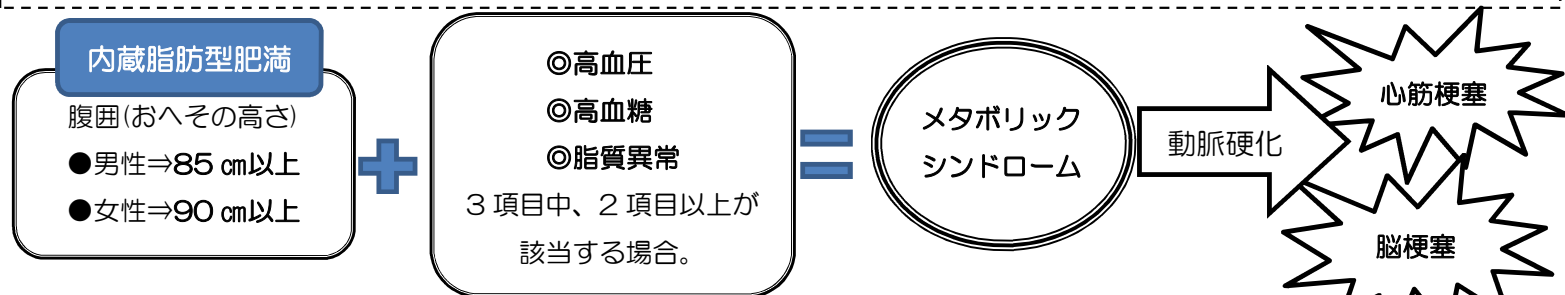 内蔵脂肪型肥満
腹囲(おへその高さ)
●男性⇒85㎝以上
●女性⇒90㎝以上
◎高血圧
◎高血糖
◎脂質異常
3項目中、2項目以上が
該当する場合。
メタボリック
シンドローム
動脈硬化
心筋梗塞
脳梗塞